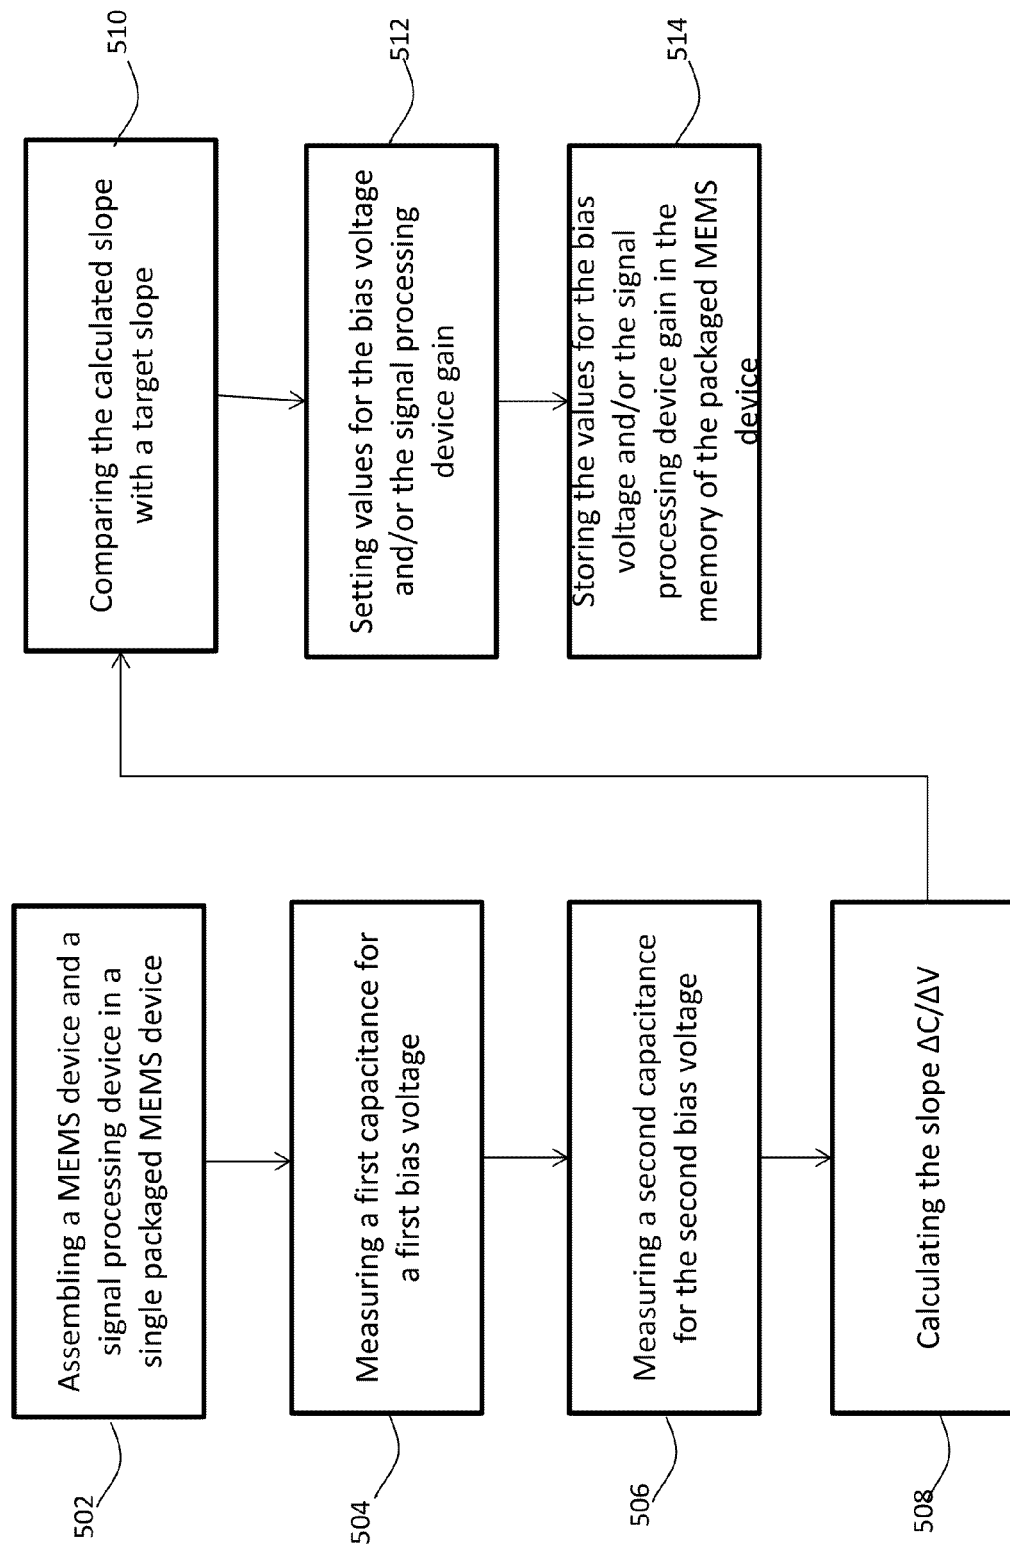 502
Assembling a MEMS device and a
signal processing device in a
single packaged MEMS device
504
Measuring a first capacitance for
a first bias voltage
506
Measuring a second capacitance
for the second bias voltage
508
Calculating the slope ΔC/ΔV
510
Comparing the calculated slope
with a target slope
512
Setting values for the bias voltage
and/or the signal processing
device gain
514
Storing the values for the bias
voltage and/or the signal
processing device gain in the
memory of the packaged MEMS
device